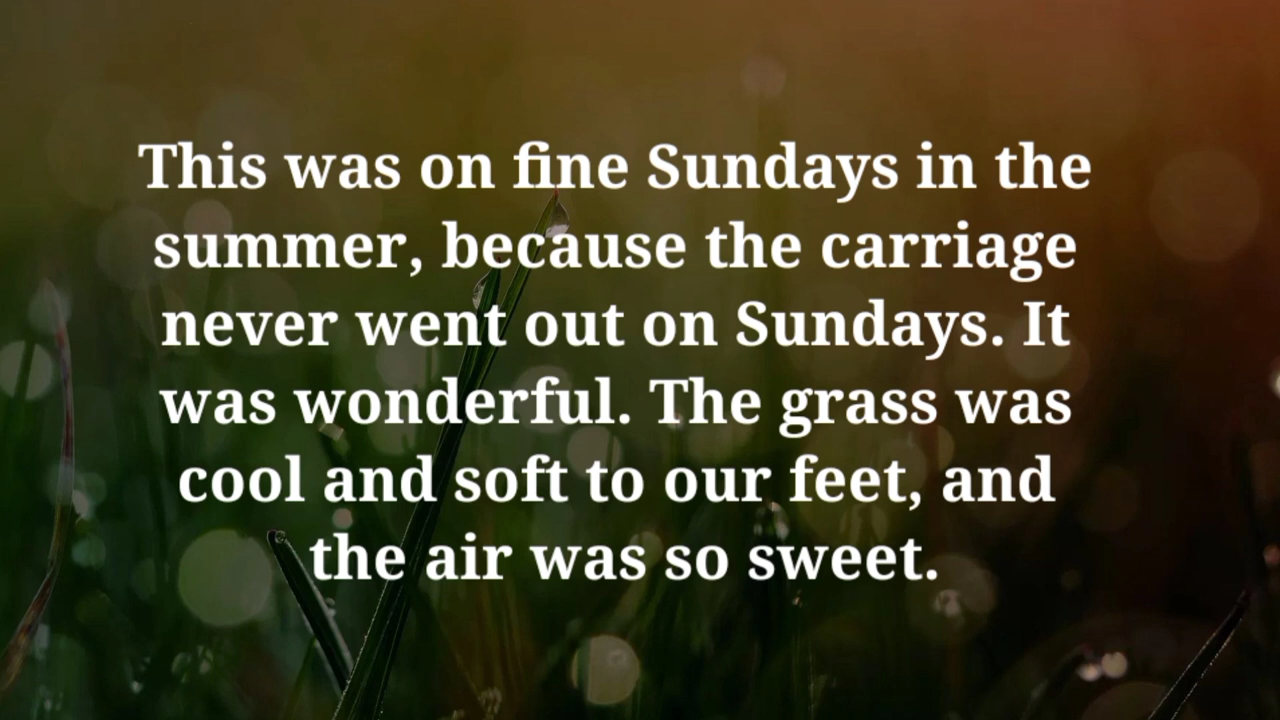 This was on fine Sundays in the
summer, because the carriage
never went out on Sundays. It
was wonderful. The grass was
cool and soft to our feet, and
the air was so sweet.